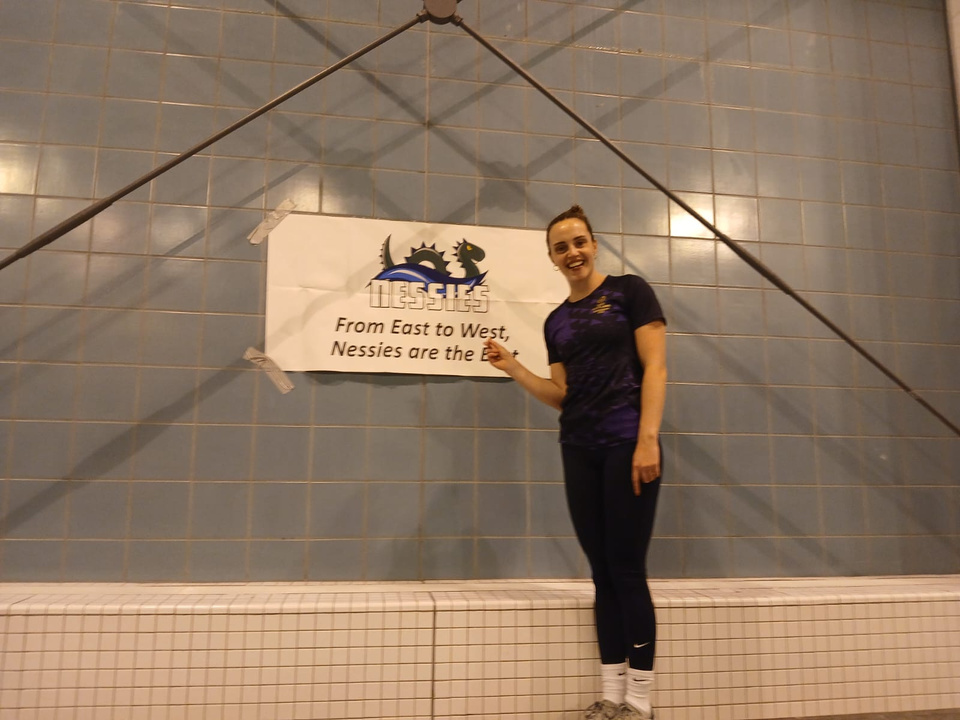 NESSIES
From East to West,
Nessies are the